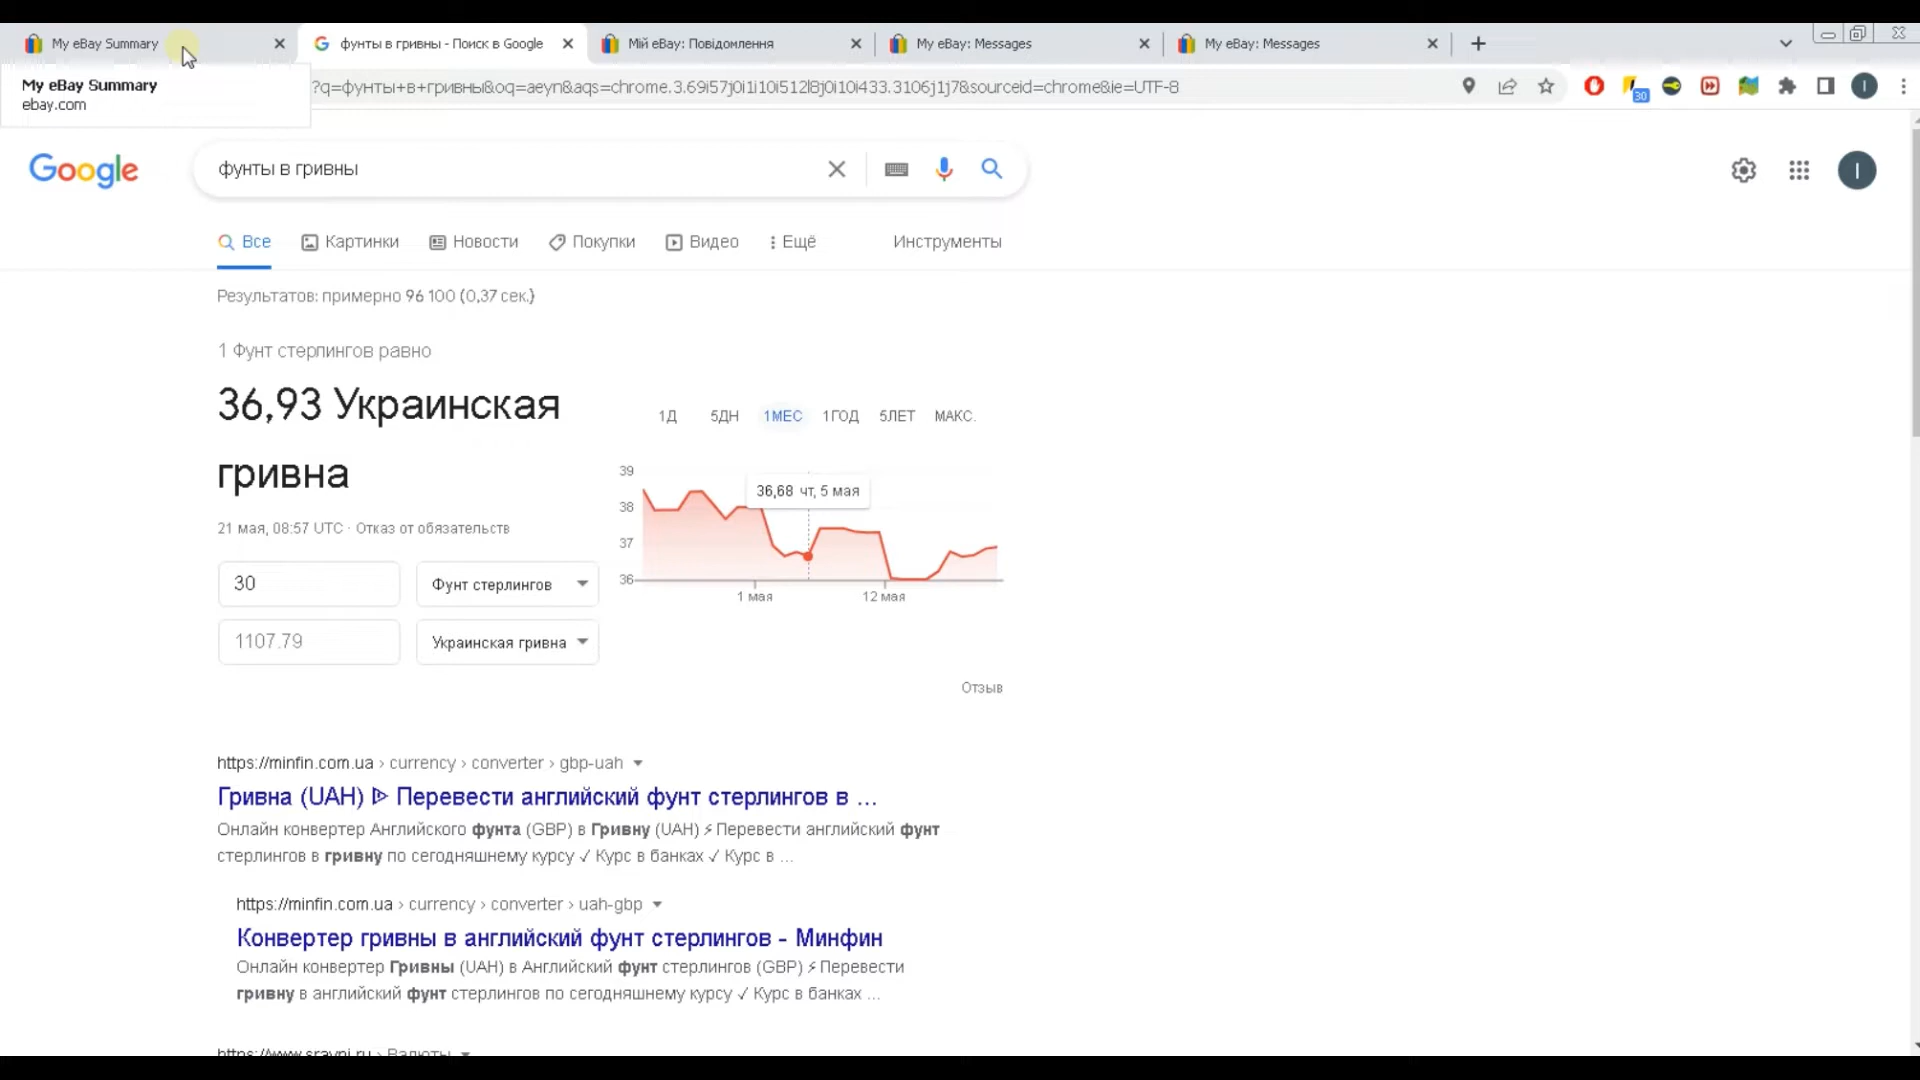 My eBay Summary
фунты в гривны - Поиск в Google
Мій eBay: Повідомлення
My eBay: Messages
My eBay: Messages
My eBay Summary
ebay.com
?q=фунты+в+гривны&oq=aeyn&aqs=chrome.3.69i57j0i1i10i512l8j0i10i433.3106j1j7&sourceid=chrome&ie=UTF-8
30
I
Google
фунты в гривны
I
Все
Картинки
Новости
Покупки
Видео
Ещё
Инструменты
Результатов: примерно 96 100 (0,37 сек.)
1 Фунт стерлингов равно
36,93 Украинская
гривна
21 мая, 08:57 UTC · Отказ от обязательств
30
Фунт стерлингов
1107.79
Украинская гривна
1Д 5ДН 1МЕС 1ГОД 5ЛЕТ МАКС.
39
38
37
36
36,68 чт, 5 мая
1 мая
12 мая
Отзыв
https://minfin.com.ua › currency › converter › gbp-uah
Гривна (UAH) ᐈ Перевести английский фунт стерлингов в ...
Онлайн конвертер Английского фунта (GBP) в Гривну (UAH) ⚡ Перевести английский фунт
стерлингов в гривну по сегодняшнему курсу ✓ Курс в банках ✓ Курс в ...
https://minfin.com.ua › currency › converter › uah-gbp
Конвертер гривны в английский фунт стерлингов - Минфин
Онлайн конвертер Гривны (UAH) в Английский фунт стерлингов (GBP) ⚡ Перевести
гривну в английский фунт стерлингов по сегодняшнему курсу ✓ Курс в банках ...
https://www.sravni.ru › Валюты